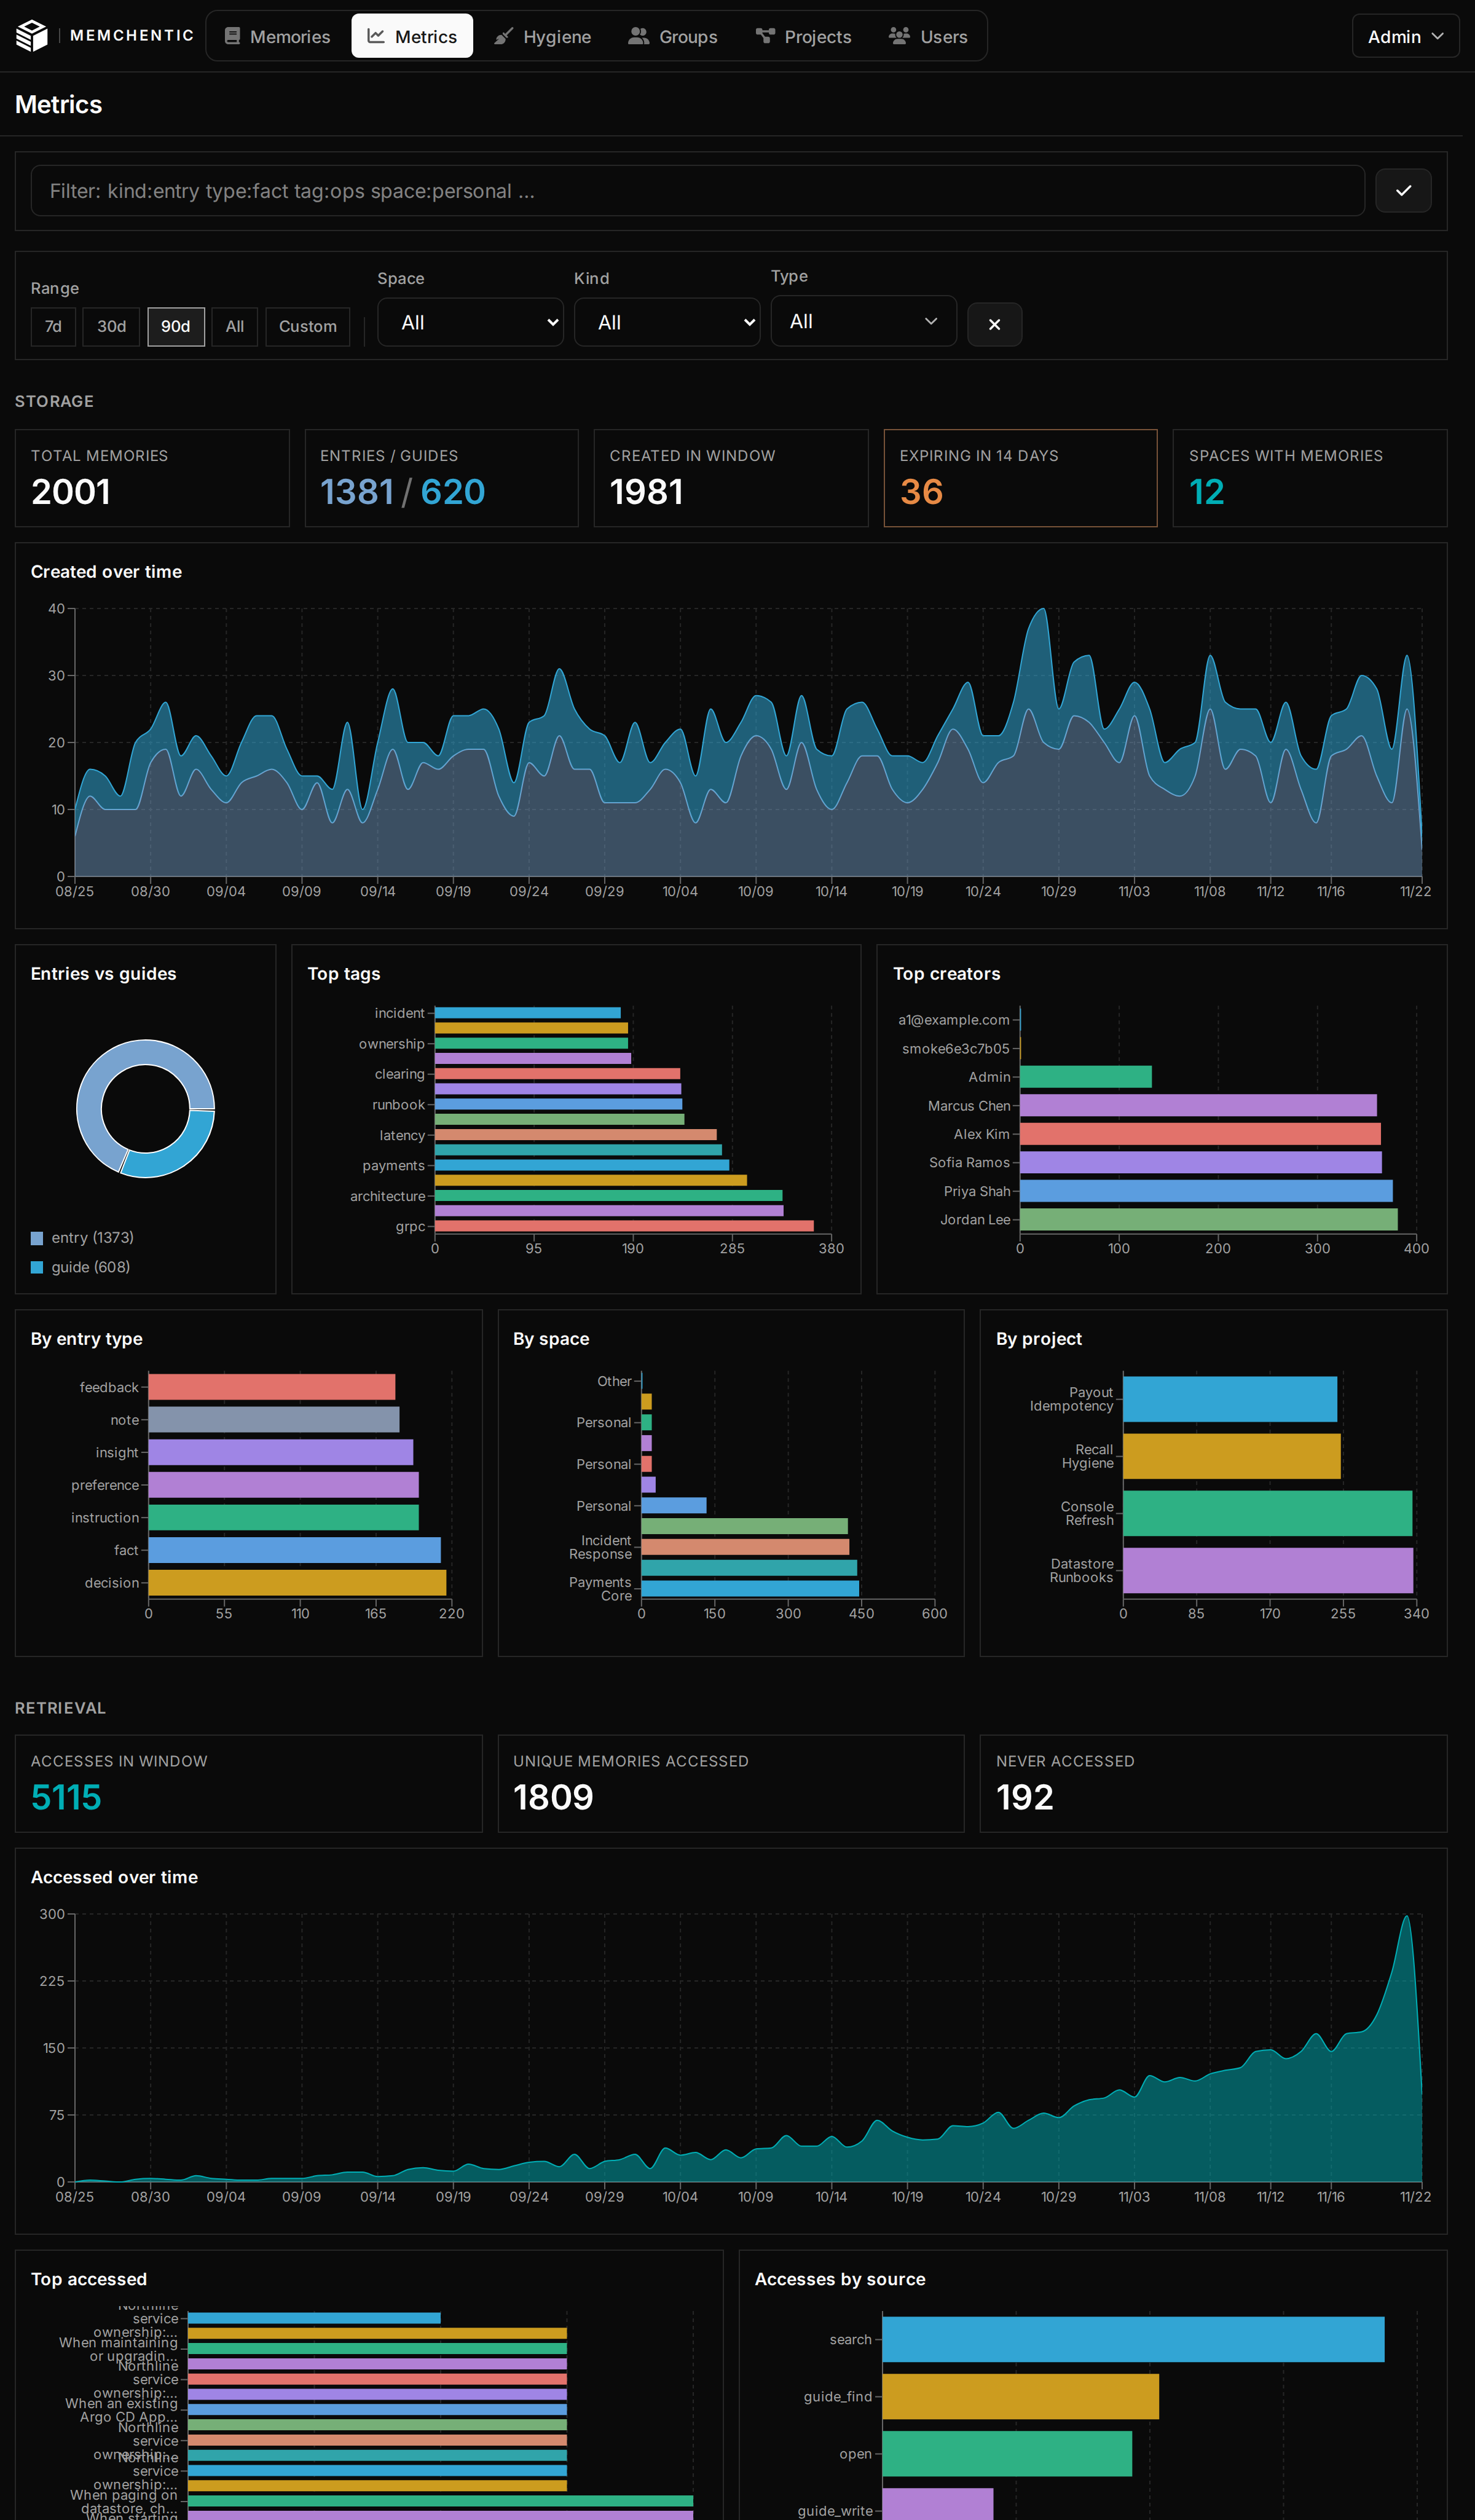 MEMCHENTIC
Memories
Metrics
Hygiene
Groups
Projects
Users
Admin
Metrics
Filter: kind:entry type:fact tag:ops space:personal ...
Range
7d
30d
90d
All
Custom
Space
All
Kind
All
Type
All
STORAGE
TOTAL MEMORIES
2001
ENTRIES / GUIDES
1381 / 620
CREATED IN WINDOW
1981
EXPIRING IN 14 DAYS
36
SPACES WITH MEMORIES
12
Created over time
40
30
20
10
0
08/25 08/30 09/04 09/09 09/14 09/19 09/24 09/29 10/04 10/09 10/14 10/19 10/24 10/29 11/03 11/08 11/12 11/16 11/22
Entries vs guides
entry (1373)
guide (608)
Top tags
incident
ownership
clearing
runbook
latency
payments
architecture
grpc
0 95 190 285 380
Top creators
a1@example.com
smoke6e3c7b05
Admin
Marcus Chen
Alex Kim
Sofia Ramos
Priya Shah
Jordan Lee
0 100 200 300 400
By entry type
feedback
note
insight
preference
instruction
fact
decision
0 55 110 165 220
By space
Other
Personal
Personal
Personal
Incident
Response
Payments
Core
0 150 300 450 600
By project
Payout
Idempotency
Recall
Hygiene
Console
Refresh
Datastore
Runbooks
0 85 170 255 340
RETRIEVAL
ACCESSES IN WINDOW
5115
UNIQUE MEMORIES ACCESSED
1809
NEVER ACCESSED
192
Accessed over time
300
225
150
75
0
08/25 08/30 09/04 09/09 09/14 09/19 09/24 09/29 10/04 10/09 10/14 10/19 10/24 10/29 11/03 11/08 11/12 11/16 11/22
Top accessed
Northline
service
ownership:...
When maintaining
or upgradin...
Northline
service
ownership:...
When an existing
Argo CD App...
Northline
service
ownership:...
Northline
service
ownership:...
When paging on
datastore, ch...
When starting
Accesses by source
search
guide_find
open
guide_write